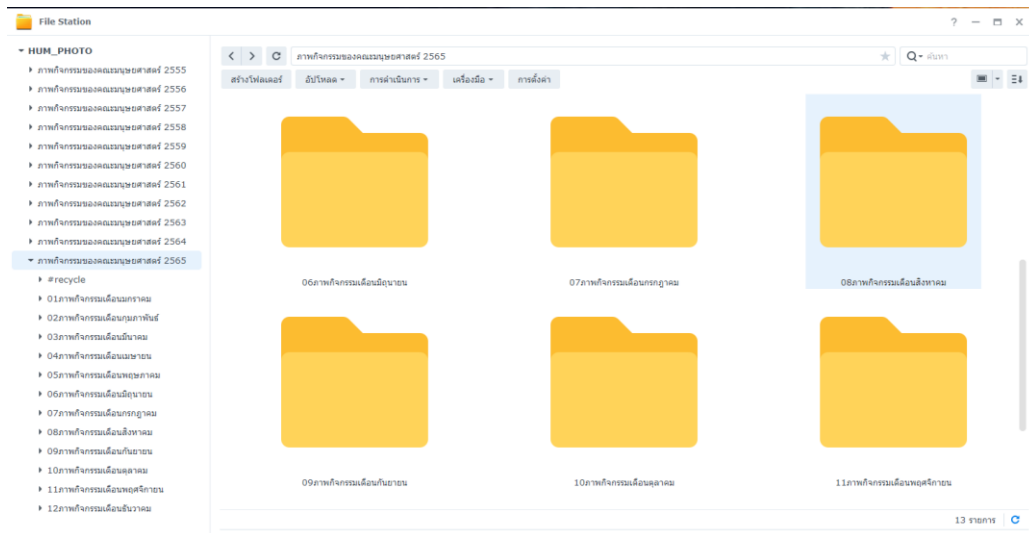 File Station
HUM_PHOTO
ภาพกิจกรรมของคณะมนุษยศาสตร์ 2555
ภาพกิจกรรมของคณะมนุษยศาสตร์ 2556
ภาพกิจกรรมของคณะมนุษยศาสตร์ 2557
ภาพกิจกรรมของคณะมนุษยศาสตร์ 2558
ภาพกิจกรรมของคณะมนุษยศาสตร์ 2559
ภาพกิจกรรมของคณะมนุษยศาสตร์ 2560
ภาพกิจกรรมของคณะมนุษยศาสตร์ 2561
ภาพกิจกรรมของคณะมนุษยศาสตร์ 2562
ภาพกิจกรรมของคณะมนุษยศาสตร์ 2563
ภาพกิจกรรมของคณะมนุษยศาสตร์ 2564
ภาพกิจกรรมของคณะมนุษยศาสตร์ 2565
#recycle
01ภาพกิจกรรมเดือนมกราคม
02ภาพกิจกรรมเดือนกุมภาพันธ์
03ภาพกิจกรรมเดือนมีนาคม
04ภาพกิจกรรมเดือนเมษายน
05ภาพกิจกรรมเดือนพฤษภาคม
06ภาพกิจกรรมเดือนมิถุนายน
07ภาพกิจกรรมเดือนกรกฎาคม
08ภาพกิจกรรมเดือนสิงหาคม
09ภาพกิจกรรมเดือนกันยายน
10ภาพกิจกรรมเดือนตุลาคม
11ภาพกิจกรรมเดือนพฤศจิกายน
12ภาพกิจกรรมเดือนธันวาคม
ภาพกิจกรรมของคณะมนุษยศาสตร์ 2565
ค้นหา
สร้างโฟลเดอร์ อัปโหลด การดำเนินการ เครื่องมือ การตั้งค่า
06ภาพกิจกรรมเดือนมิถุนายน 07ภาพกิจกรรมเดือนกรกฎาคม 08ภาพกิจกรรมเดือนสิงหาคม
09ภาพกิจกรรมเดือนกันยายน 10ภาพกิจกรรมเดือนตุลาคม 11ภาพกิจกรรมเดือนพฤศจิกายน
13 รายการ